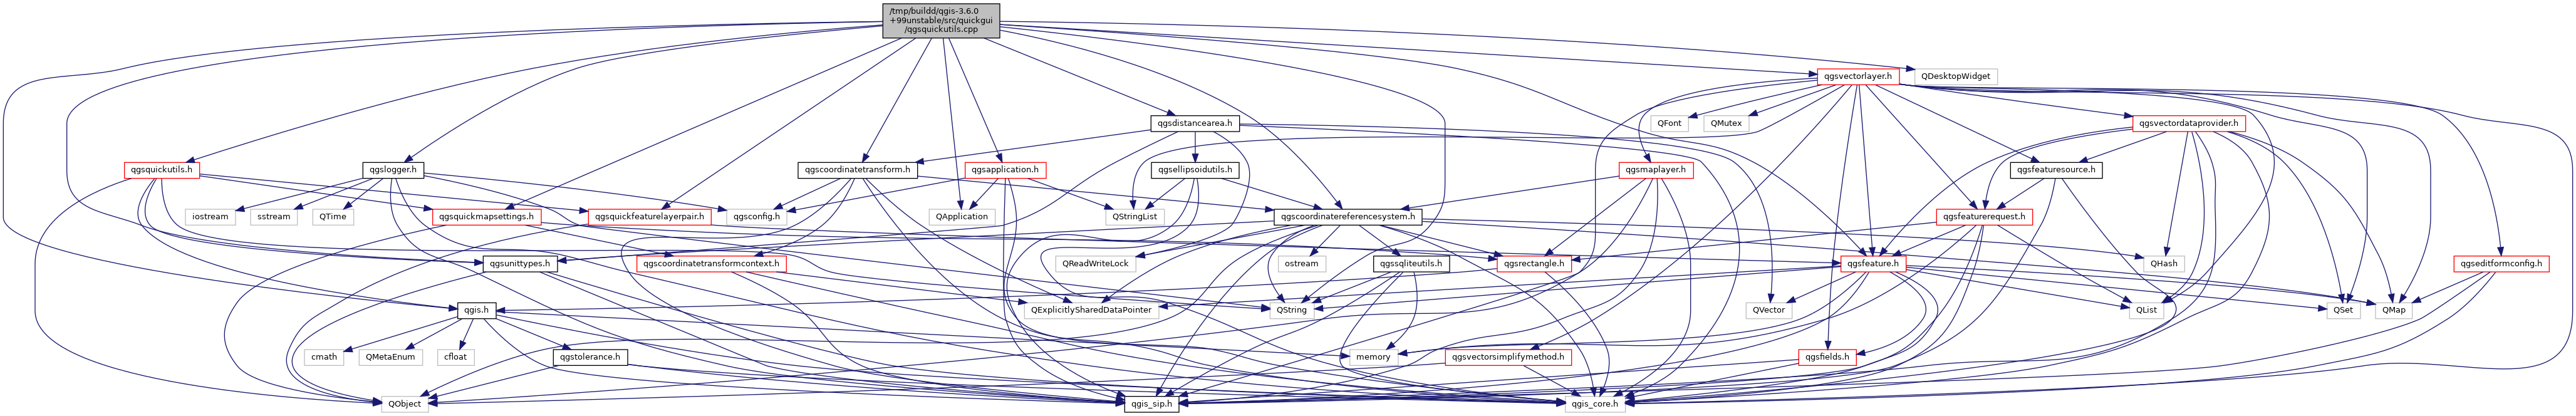 /tmp/buildd/qgis-3.6.0
+99unstable/src/quickgui
/qgsquickutils.cpp
qgsvectorlayer.h
QDesktopWidget
qgsdistancearea.h
QFont
QMutex
qgsvectordataprovider.h
qgsquickutils.h
qgslogger.h
qgscoordinatetransform.h
qgsapplication.h
qgsellipsoidutils.h
qgsmaplayer.h
qgsfeaturesource.h
iostream
sstream
QTime
qgsquickmapsettings.h
qgsquickfeaturelayerpair.h
qgsconfig.h
QApplication
QStringList
qgscoordinatereferencesystem.h
qgsfeaturerequest.h
qgsunittypes.h
qgscoordinatetransformcontext.h
QReadWriteLock
ostream
qgssqliteutils.h
qgsrectangle.h
qgsfeature.h
QHash
qgseditformconfig.h
qgis.h
QExplicitlySharedDataPointer
QString
QVector
QList
QSet
QMap
cmath
QMetaEnum
cfloat
qgstolerance.h
memory
qgsvectorsimplifymethod.h
qgsfields.h
QObject
qgis_sip.h
qgis_core.h